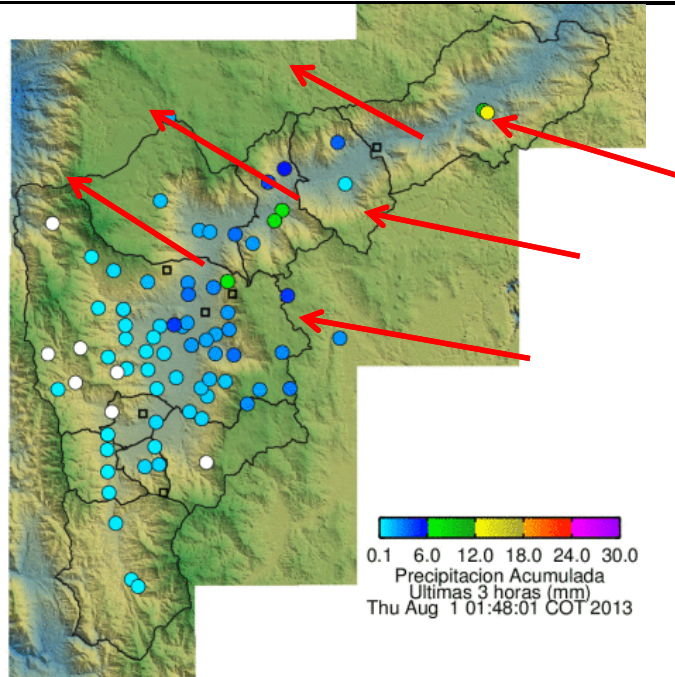 0.1 6.0 12.0 18.0 24.0 30.0
Precipitacion Acumulada
Ultimas 3 horas (mm)
Thu Aug 1 01:48:01 COT 2013